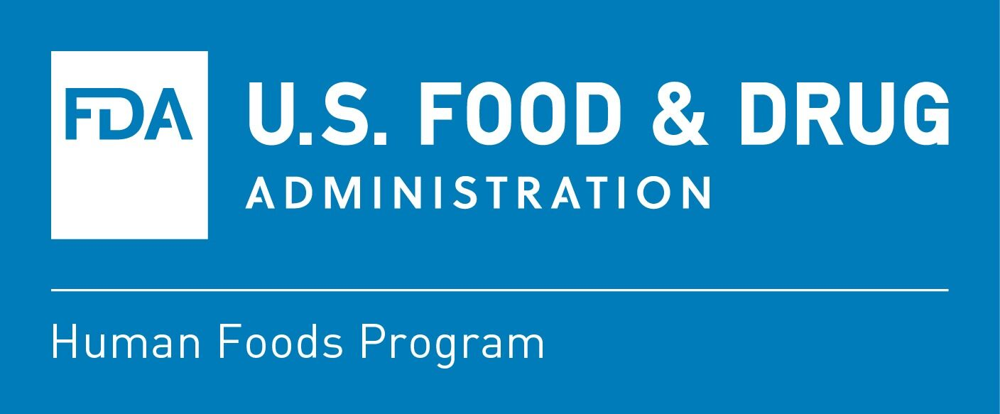 FDA
U.S. FOOD & DRUG
ADMINISTRATION
Human Foods Program